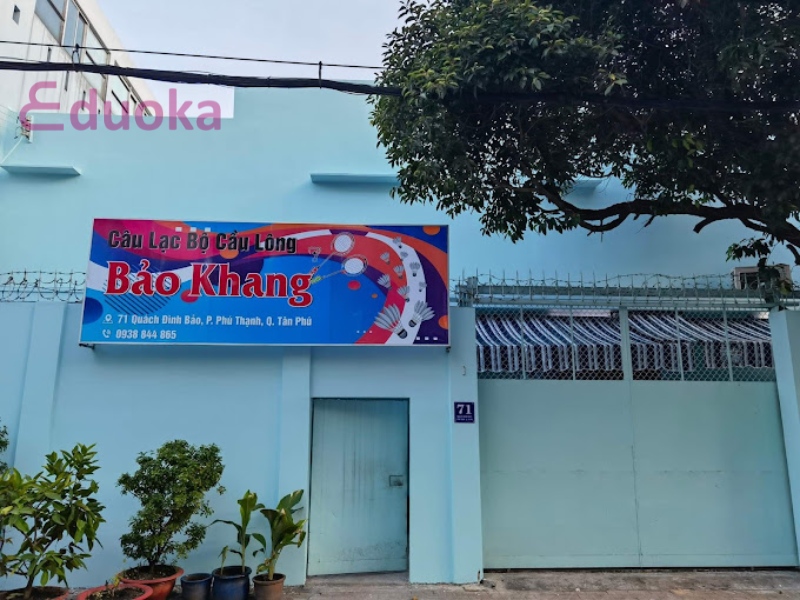 Eduoka
Câu Lạc Bộ Cầu Lông
Bảo Khang
71 Quách Đình Bảo, P. Phú Thạnh, Q. Tân Phú
0938 844 865
71